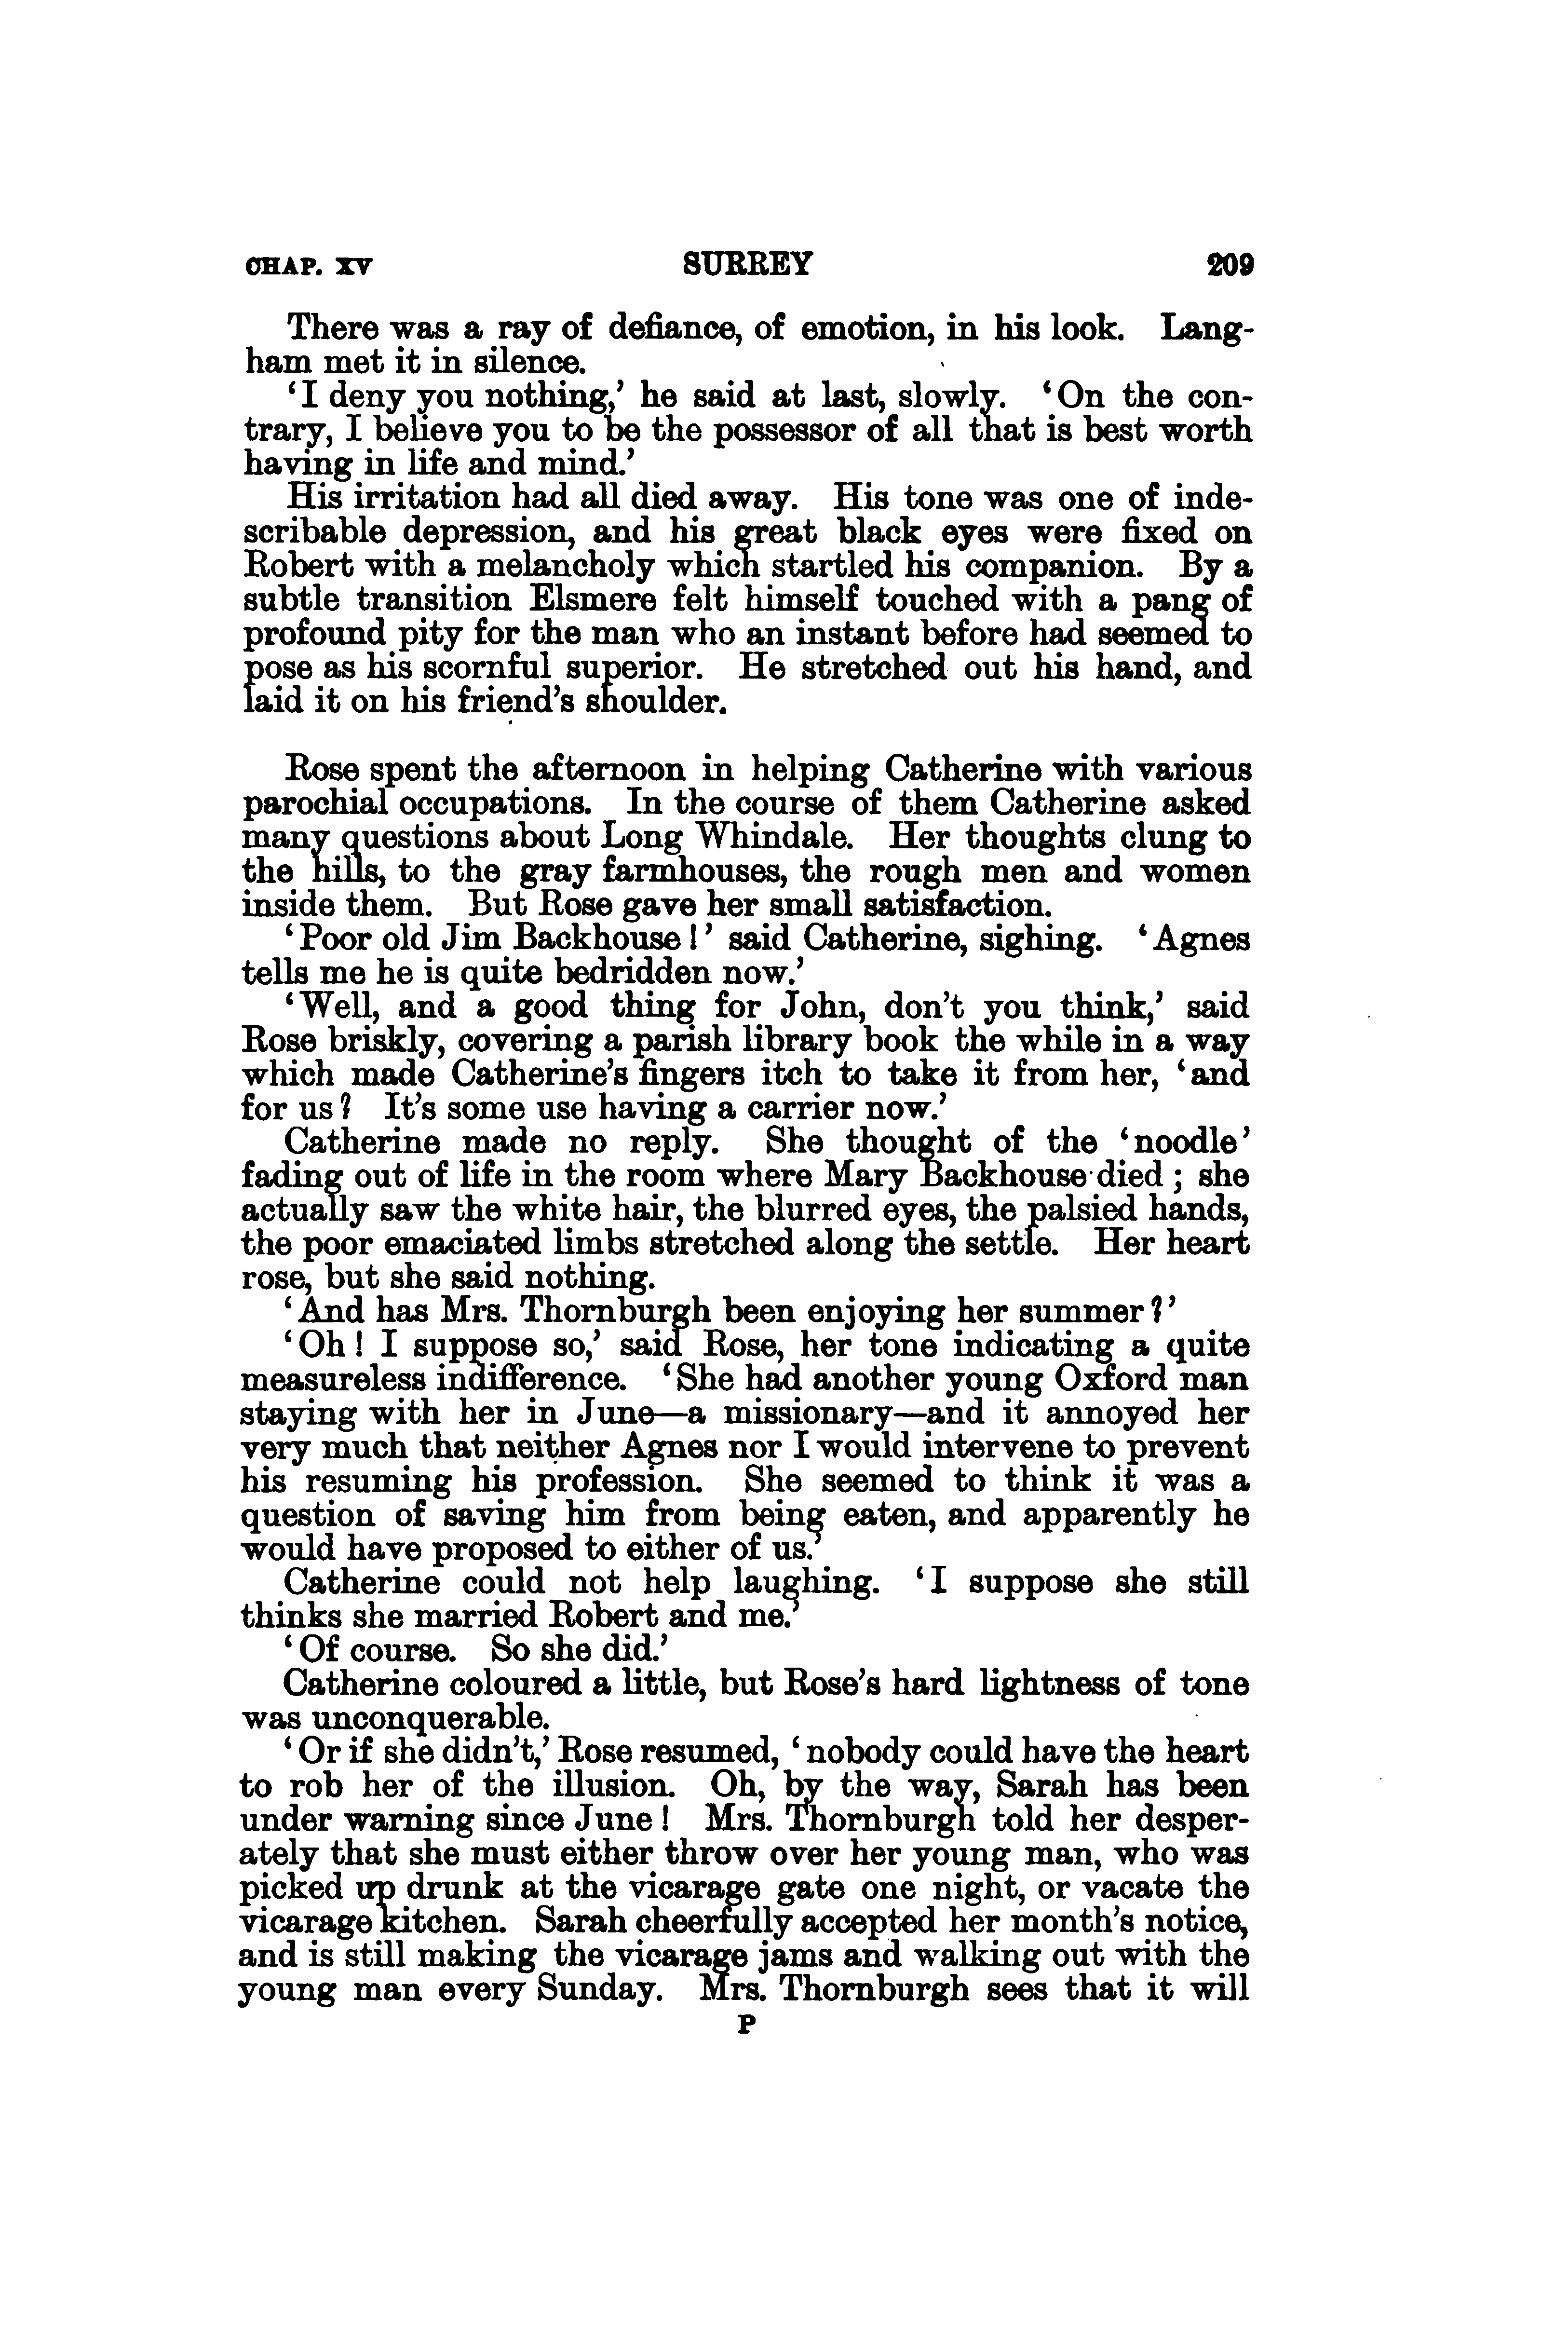 CHAP. XV SURREY 209
There was a ray of defiance, of emotion, in his look. Lang-
ham met it in silence.
‘I deny you nothing,’ he said at last, slowly. ‘On the con-
trary, I believe you to be the possessor of all that is best worth
having in life and mind.’
His irritation had all died away. His tone was one of inde-
scribable depression, and his great black eyes were fixed on
Robert with a melancholy which startled his companion. By a
subtle transition Elsmere felt himself touched with a pang of
profound pity for the man who an instant before had seemed to
pose as his scornful superior. He stretched out his hand, and
laid it on his friend’s shoulder.
Rose spent the afternoon in helping Catherine with various
parochial occupations. In the course of them Catherine asked
many questions about Long Whindale. Her thoughts clung to
the hills, to the gray farmhouses, the rough men and women
inside them. But Rose gave her small satisfaction.
‘Poor old Jim Backhouse!’ said Catherine, sighing. ‘Agnes
tells me he is quite bedridden now.’
‘Well, and a good thing for John, don’t you think,’ said
Rose briskly, covering a parish library book the while in a way
which made Catherine’s fingers itch to take it from her, ‘and
for us? It’s some use having a carrier now.’
Catherine made no reply. She thought of the ‘noodle’
fading out of life in the room where Mary Backhouse died; she
actually saw the white hair, the blurred eyes, the palsied hands,
the poor emaciated limbs stretched along the settle. Her heart
rose, but she said nothing.
‘And has Mrs. Thornburgh been enjoying her summer?’
‘Oh! I suppose so,’ said Rose, her tone indicating a quite
measureless indifference. ‘She had another young Oxford man
staying with her in June—a missionary—and it annoyed her
very much that neither Agnes nor I would intervene to prevent
his resuming his profession. She seemed to think it was a
question of saving him from being eaten, and apparently he
would have proposed to either of us.’
Catherine could not help laughing. ‘I suppose she still
thinks she married Robert and me.’
‘Of course. So she did.’
Catherine coloured a little, but Rose’s hard lightness of tone
was unconquerable.
‘Or if she didn’t,’ Rose resumed, ‘nobody could have the heart
to rob her of the illusion. Oh, by the way, Sarah has been
under warning since June! Mrs. Thornburgh told her desper-
ately that she must either throw over her young man, who was
picked up drunk at the vicarage gate one night, or vacate the
vicarage kitchen. Sarah cheerfully accepted her month’s notice,
and is still making the vicarage jams and walking out with the
young man every Sunday. Mrs. Thornburgh sees that it will
P